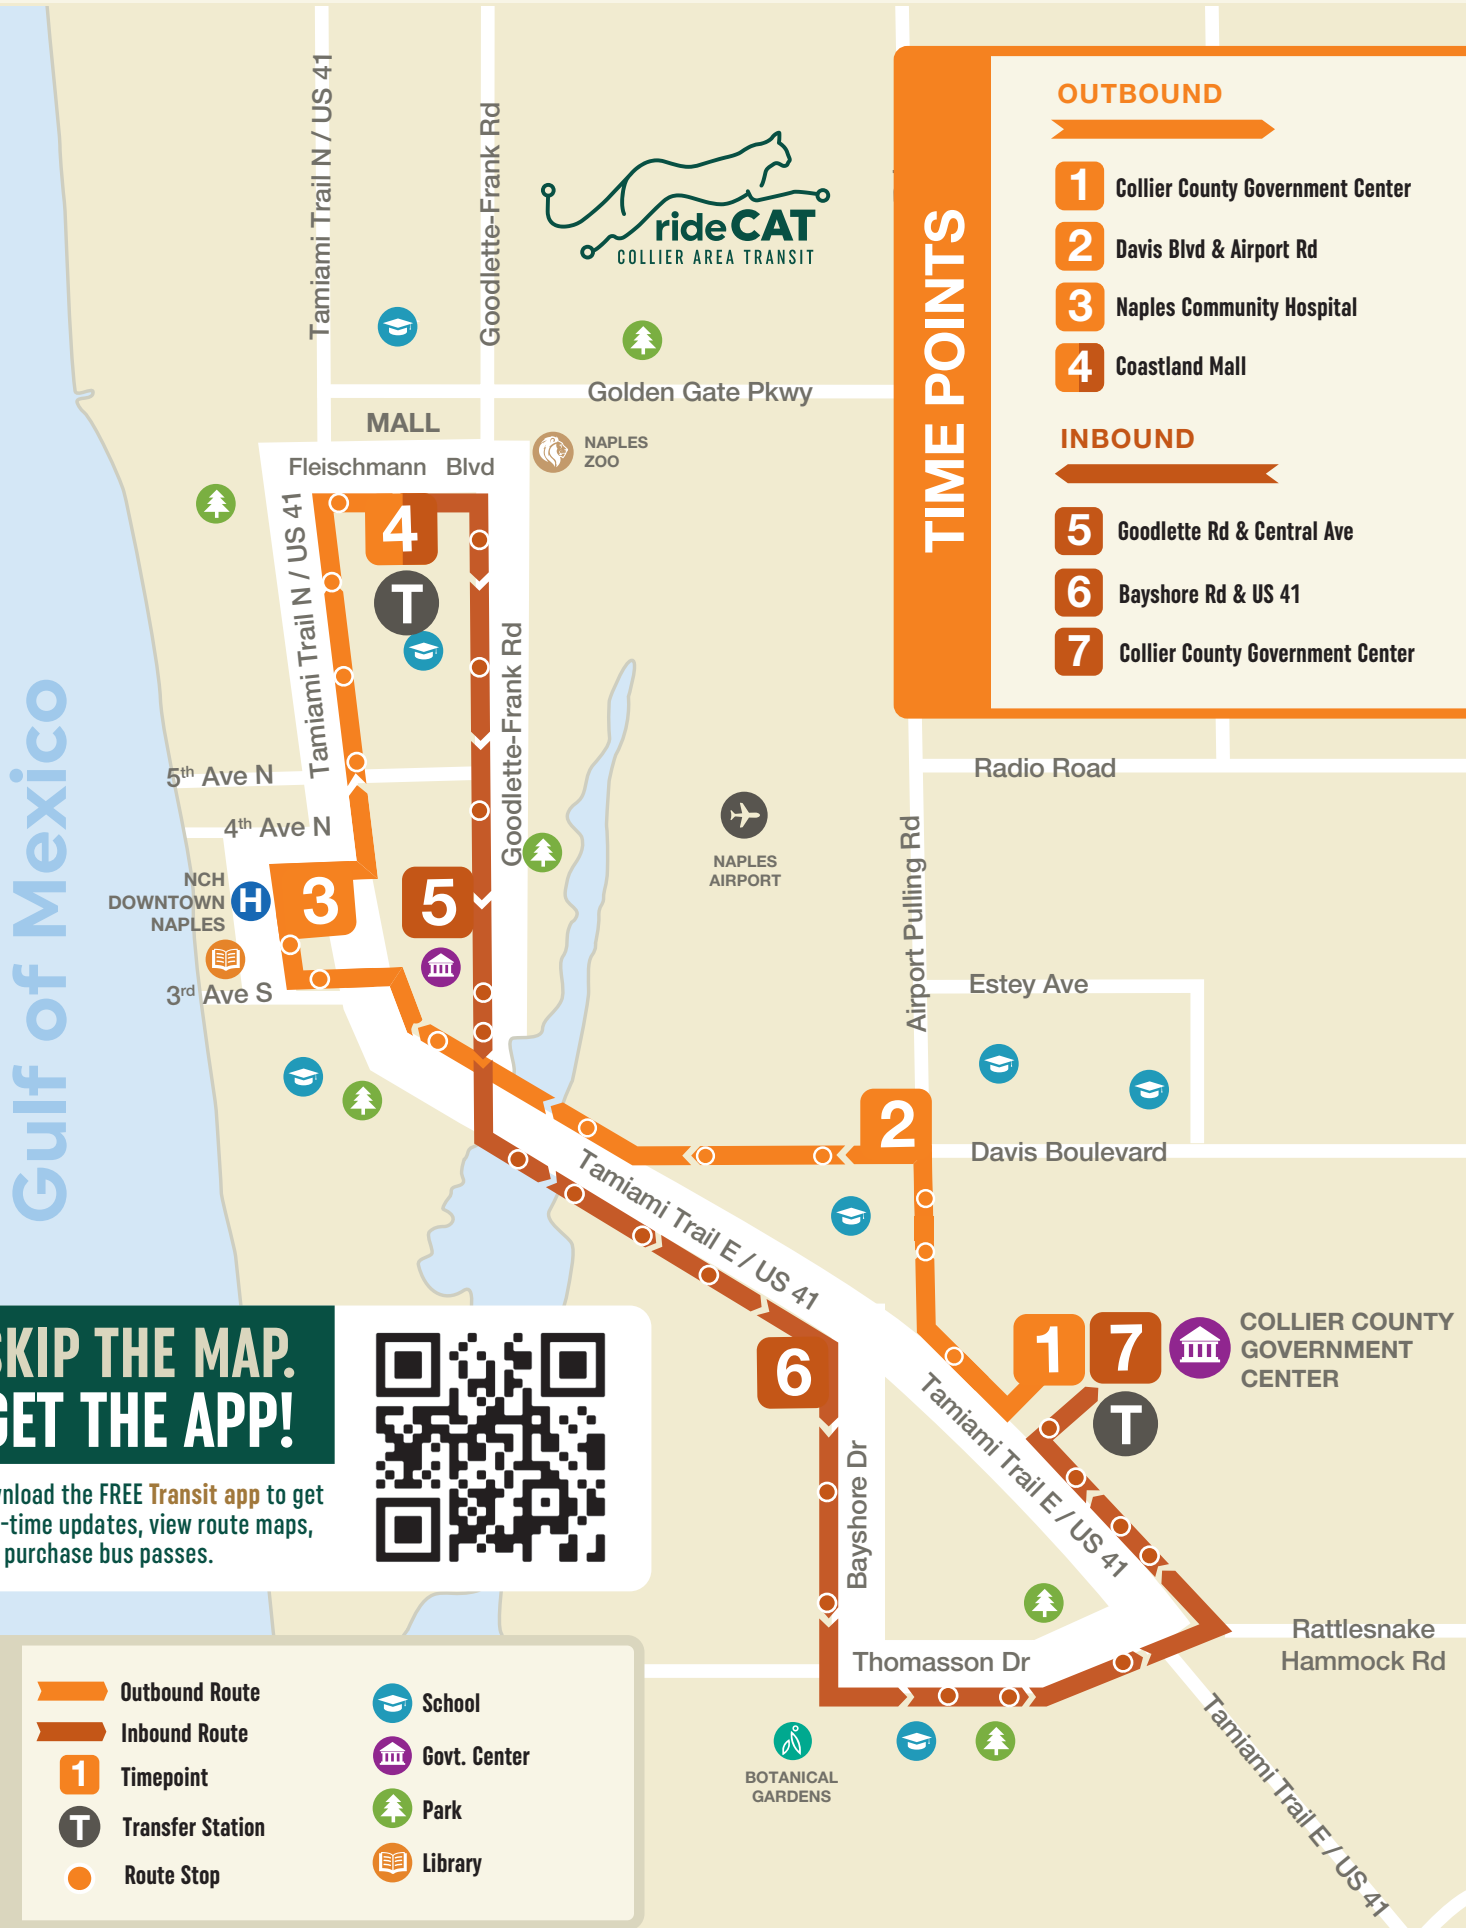 Tamiami Trail N / US 41
Goodlette-Frank Rd
rideCAT
COLLIER AREA TRANSIT
TIME POINTS
OUTBOUND
1 Collier County Government Center
2 Davis Blvd & Airport Rd
3 Naples Community Hospital
4 Coastland Mall
INBOUND
5 Goodlette Rd & Central Ave
6 Bayshore Rd & US 41
7 Collier County Government Center
Golden Gate Pkwy
MALL
NAPLES
ZOO
Fleischmann Blvd
4
T
Tamiami Trail N / US 41
Goodlette-Frank Rd
Gulf of Mexico
5th Ave N
4th Ave N
Radio Road
NAPLES
AIRPORT
Airport Pulling Rd
NCH
DOWNTOWN
NAPLES
H
3
5
3rd Ave S
Estey Ave
2
Davis Boulevard
Tamiami Trail E / US 41
1
7
COLLIER COUNTY
GOVERNMENT
CENTER
T
6
Tamiami Trail E / US 41
Bayshore Dr
Thomasson Dr
Rattlesnake
Hammock Rd
BOTANICAL
GARDENS
Tamiami Trail E / US 41
SKIP THE MAP.
GET THE APP!
nload the FREE Transit app to get
-time updates, view route maps,
purchase bus passes.
Outbound Route
Inbound Route
1 Timepoint
T Transfer Station
Route Stop
School
Govt. Center
Park
Library